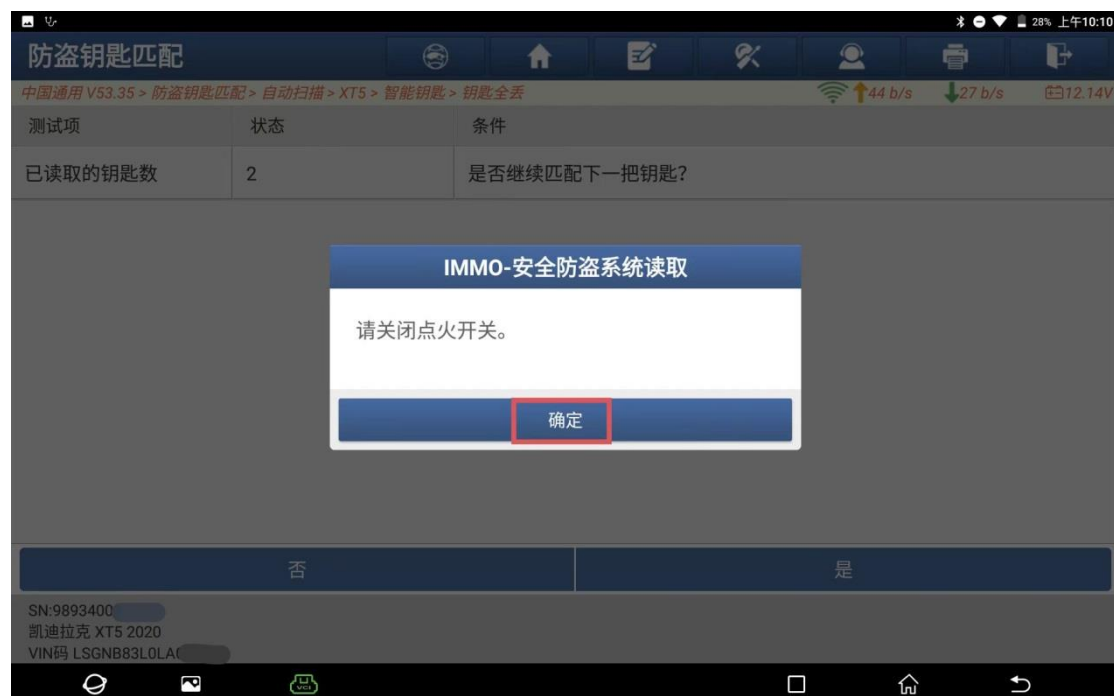 28% 上午10:10
防盗钥匙匹配
中国通用 V53.35 > 防盗钥匙匹配 > 自动扫描 > XT5 > 智能钥匙 > 钥匙全丢 44 b/s 27 b/s 12.14V
测试项 状态 条件
已读取的钥匙数 2 是否继续匹配下一把钥匙？
IMMO-安全防盗系统读取
请关闭点火开关。
确定
否 是
SN:9893400
凯迪拉克 XT5 2020
VIN码 LSGNB83L0LA
VCI